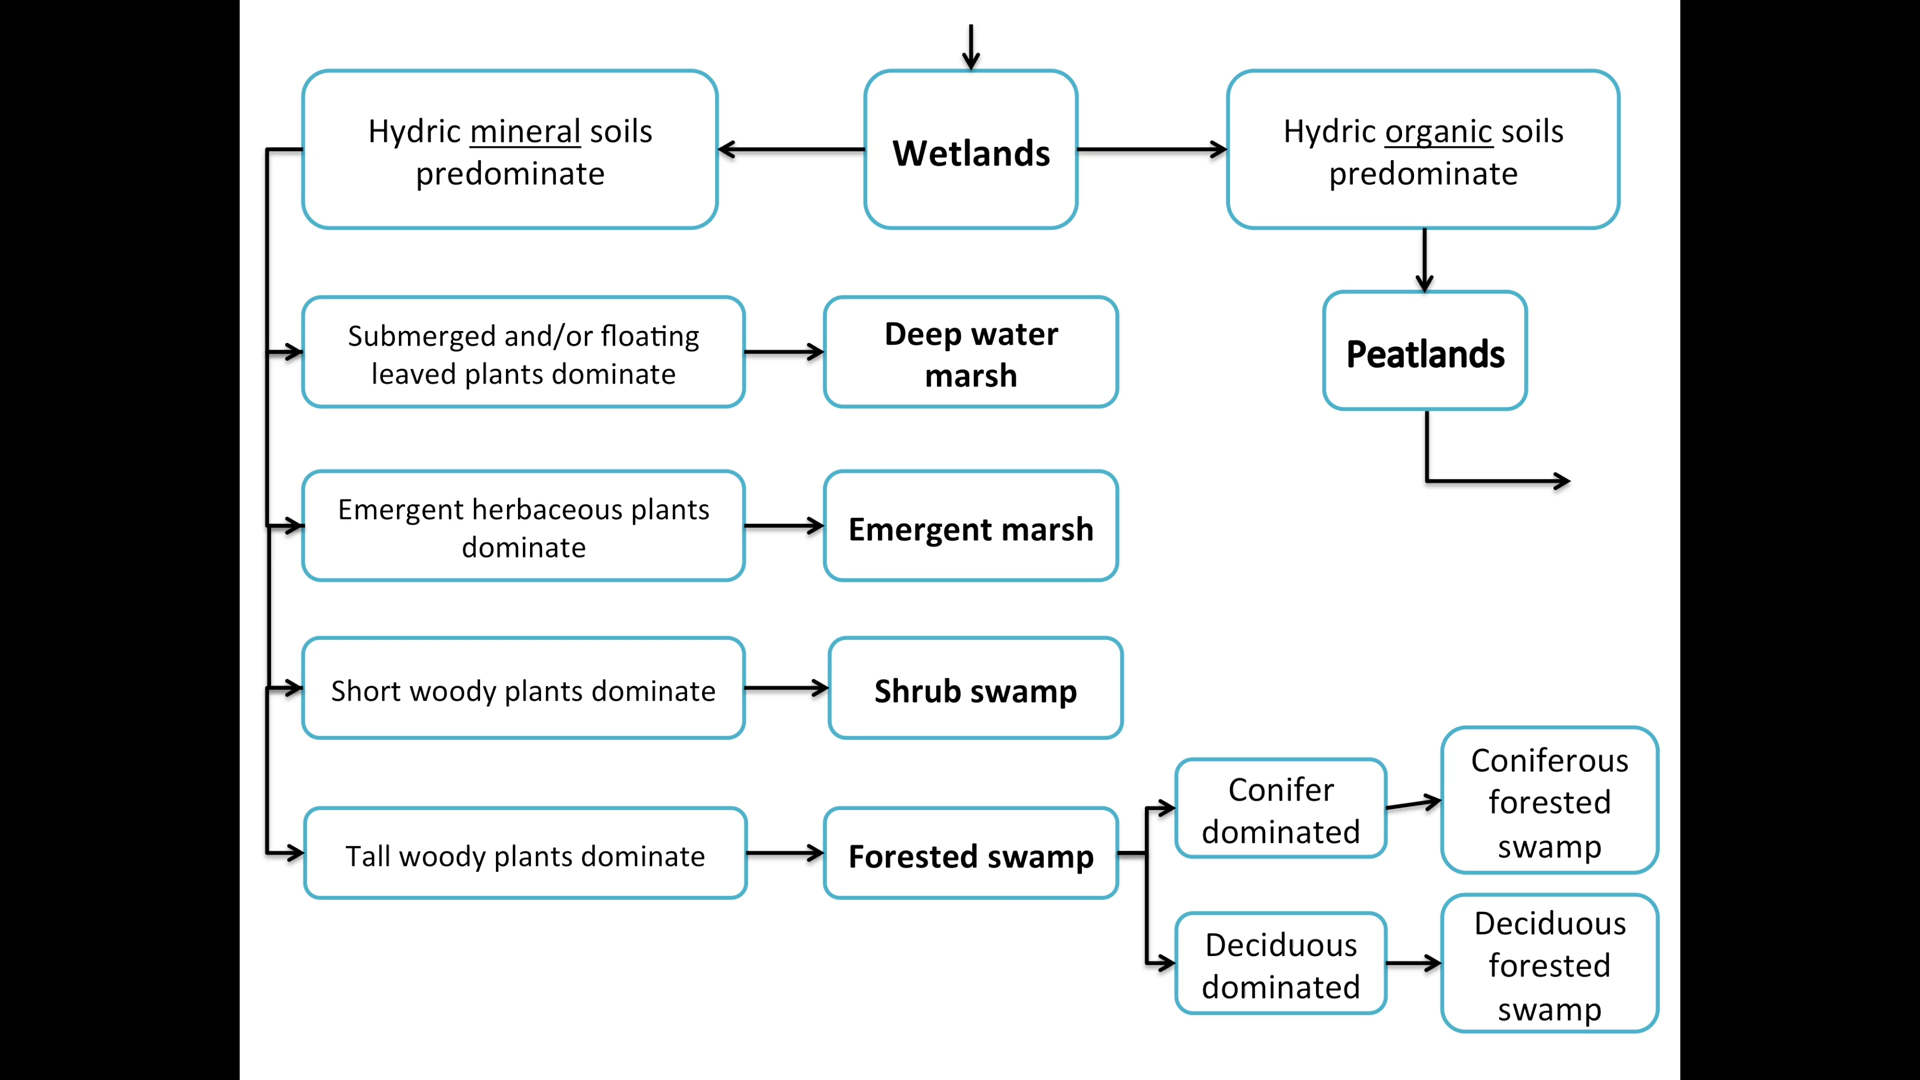 Hydric mineral soils
predominate
Wetlands
Hydric organic soils
predominate
Submerged and/or floating
leaved plants dominate
Deep water
marsh
Peatlands
Emergent herbaceous plants
dominate
Emergent marsh
Short woody plants dominate
Shrub swamp
Tall woody plants dominate
Forested swamp
Conifer
dominated
Coniferous
forested
swamp
Deciduous
dominated
Deciduous
forested
swamp